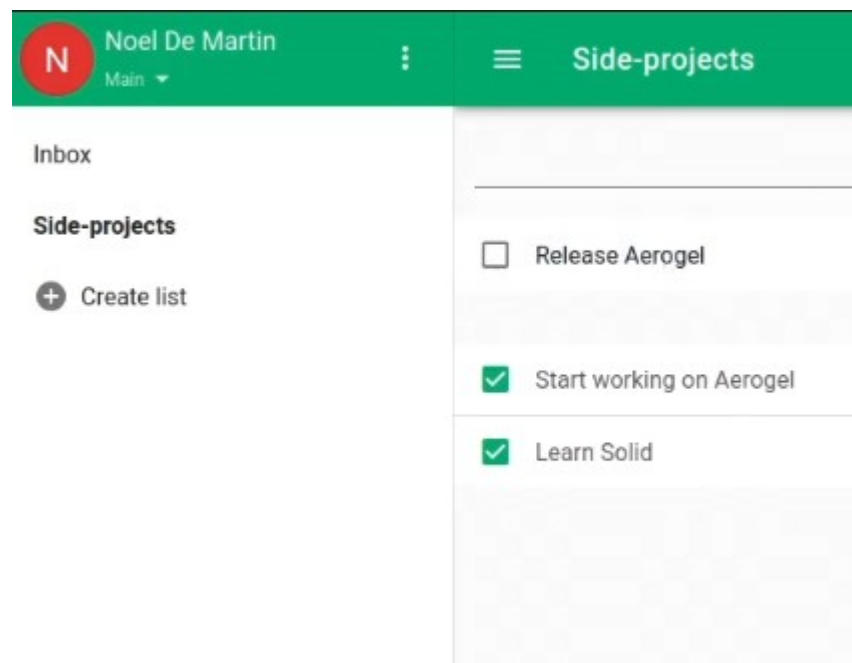 N
Noel De Martin
Main
Inbox
Side-projects
Create list
Side-projects
Release Aerogel
Start working on Aerogel
Learn Solid